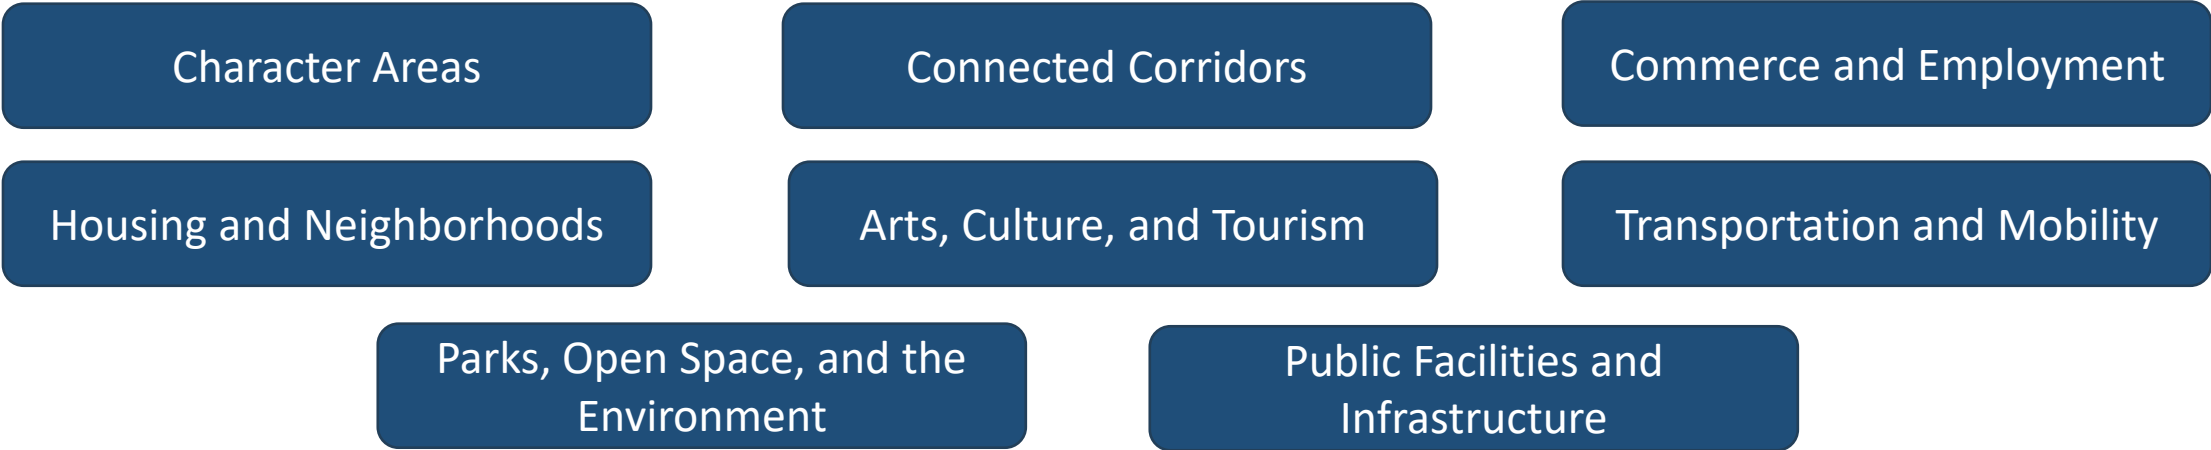 Character Areas
Connected Corridors
Commerce and Employment
Housing and Neighborhoods
Arts, Culture, and Tourism
Transportation and Mobility
Parks, Open Space, and the
Environment
Public Facilities and
Infrastructure